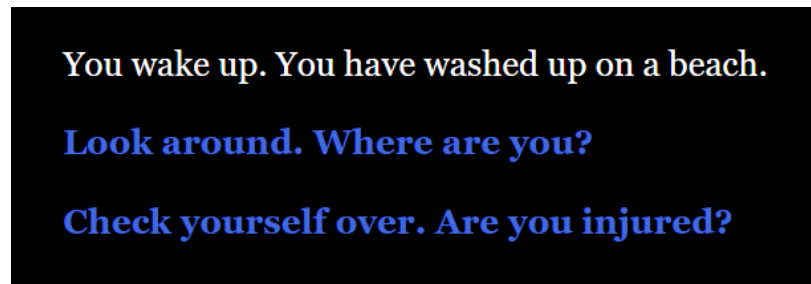 You wake up. You have washed up on a beach.
Look around. Where are you?
Check yourself over. Are you injured?